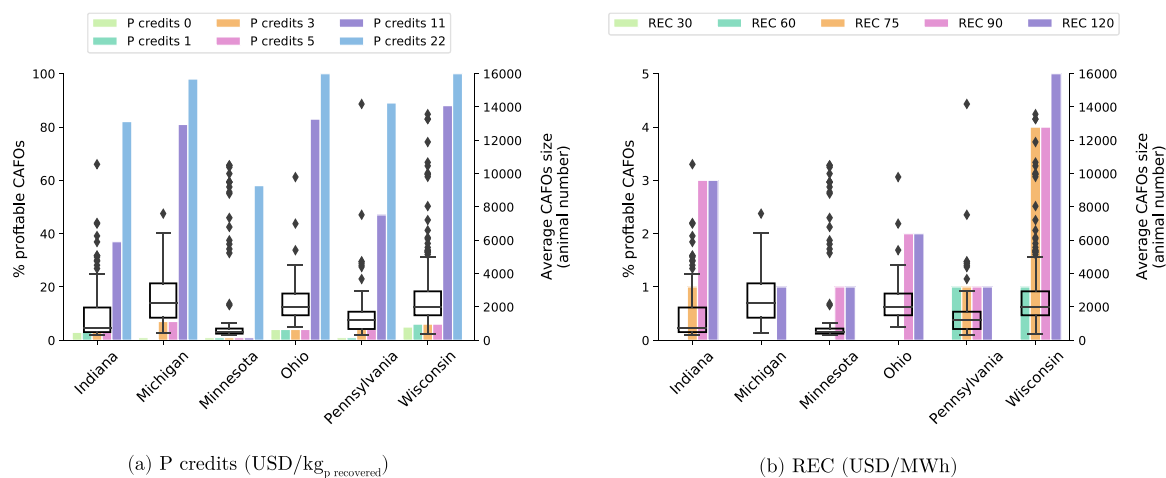 P credits 0 P credits 3 P credits 11
P credits 1 P credits 5 P credits 22
% proftiable CAFOs
100
80
60
40
20
0
16000
14000
12000
10000
8000
6000
4000
2000
0
Average CAFOs size
(animal number)
Indiana Michigan Minnesota Ohio Pennsylvania Wisconsin
(a) P credits (USD/kg p recovered)
REC 30 REC 60 REC 75 REC 90 REC 120
% proftiable CAFOs
5
4
3
2
1
0
16000
14000
12000
10000
8000
6000
4000
2000
0
Average CAFOs size
(animal number)
Indiana Michigan Minnesota Ohio Pennsylvania Wisconsin
(b) REC (USD/MWh)